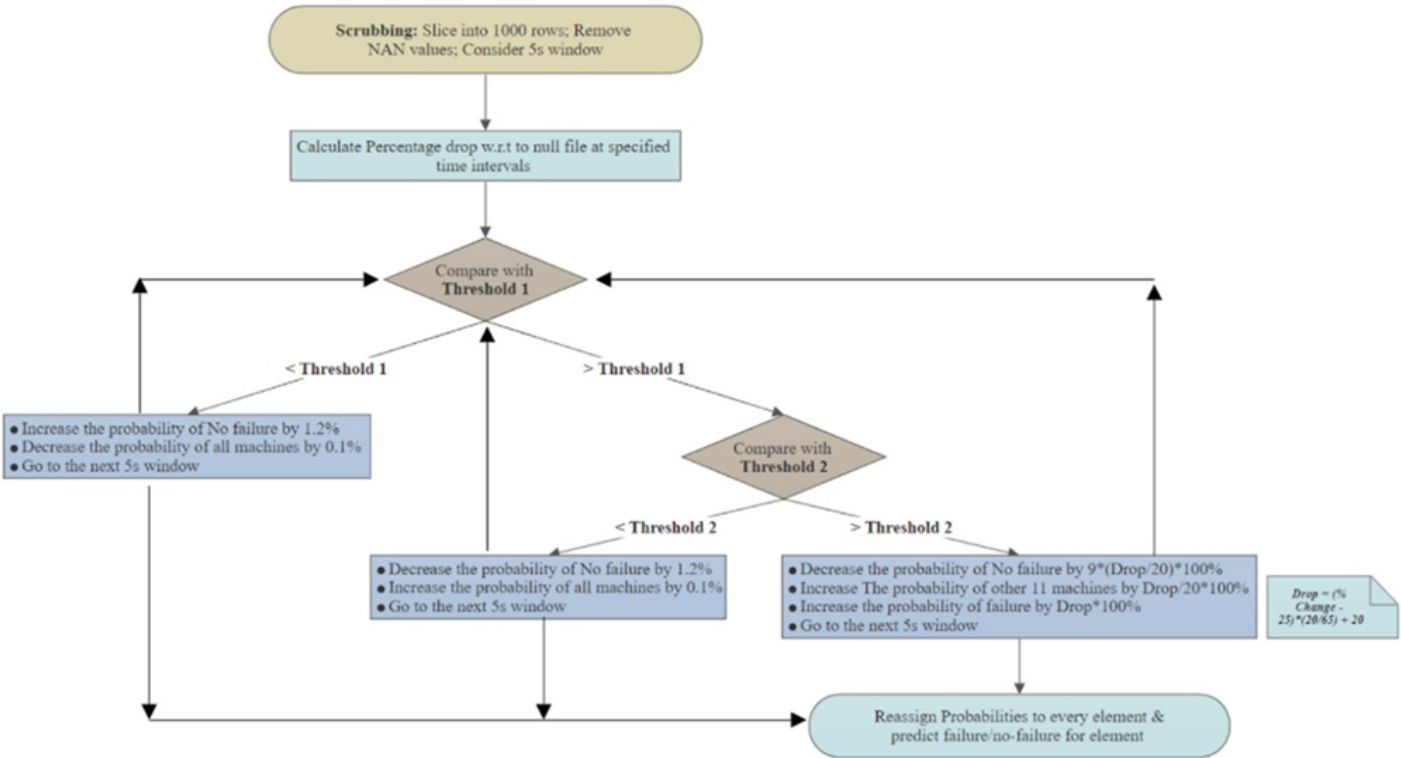 Scrubbing: Slice into 1000 rows; Remove
NAN values; Consider 5s window
Calculate Percentage drop w.r.t to null file at specified
time intervals
Compare with
Threshold 1
< Threshold 1
> Threshold 1
● Increase the probability of No failure by 1.2%
● Decrease the probability of all machines by 0.1%
● Go to the next 5s window
Compare with
Threshold 2
< Threshold 2
> Threshold 2
● Decrease the probability of No failure by 1.2%
● Increase the probability of all machines by 0.1%
● Go to the next 5s window
● Decrease the probability of No failure by 9*(Drop/20)*100%
● Increase The probability of other 11 machines by Drop/20*100%
● Increase the probability of failure by Drop*100%
● Go to the next 5s window
Drop = (%
Change -
25)*(20/65) + 20
Reassign Probabilities to every element &
predict failure/no-failure for element